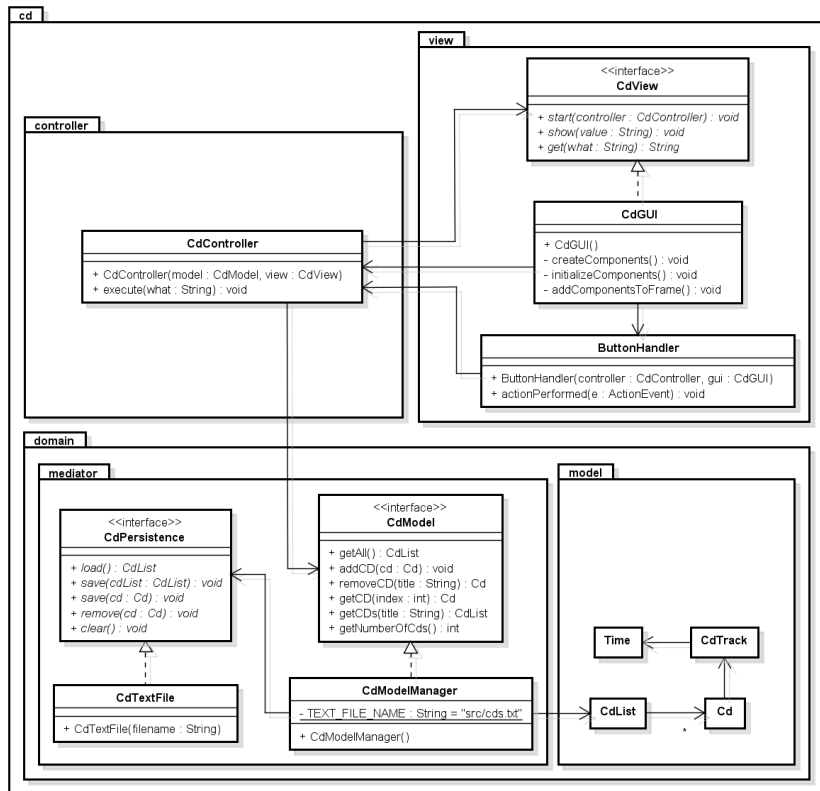 cd
controller
CdController
+ CdController(model : CdModel, view : CdView)
+ execute(what : String) : void
view
<<interface>>
CdView
+ start(controller : CdController) : void
+ show(value : String) : void
+ get(what : String) : String
CdGUI
+ CdGUI()
- createComponents() : void
- initializeComponents() : void
- addComponentsToFrame() : void
ButtonHandler
+ ButtonHandler(controller : CdController, gui : CdGUI)
+ actionPerformed(e : ActionEvent) : void
domain
mediator
<<interface>>
CdPersistence
+ load() : CdList
+ save(cdList : CdList) : void
+ save(cd : Cd) : void
+ remove(cd : Cd) : void
+ clear() : void
<<interface>>
CdModel
+ getAll() : CdList
+ addCD(cd : Cd) : void
+ removeCD(title : String) : Cd
+ getCD(index : int) : Cd
+ getCDs(title : String) : CdList
+ getNumberOfCds() : int
CdTextFile
+ CdTextFile(filename : String)
CdModelManager
- TEXT_FILE_NAME : String = "src/cds.txt"
+ CdModelManager()
model
Time
CdTrack
CdList
Cd
*